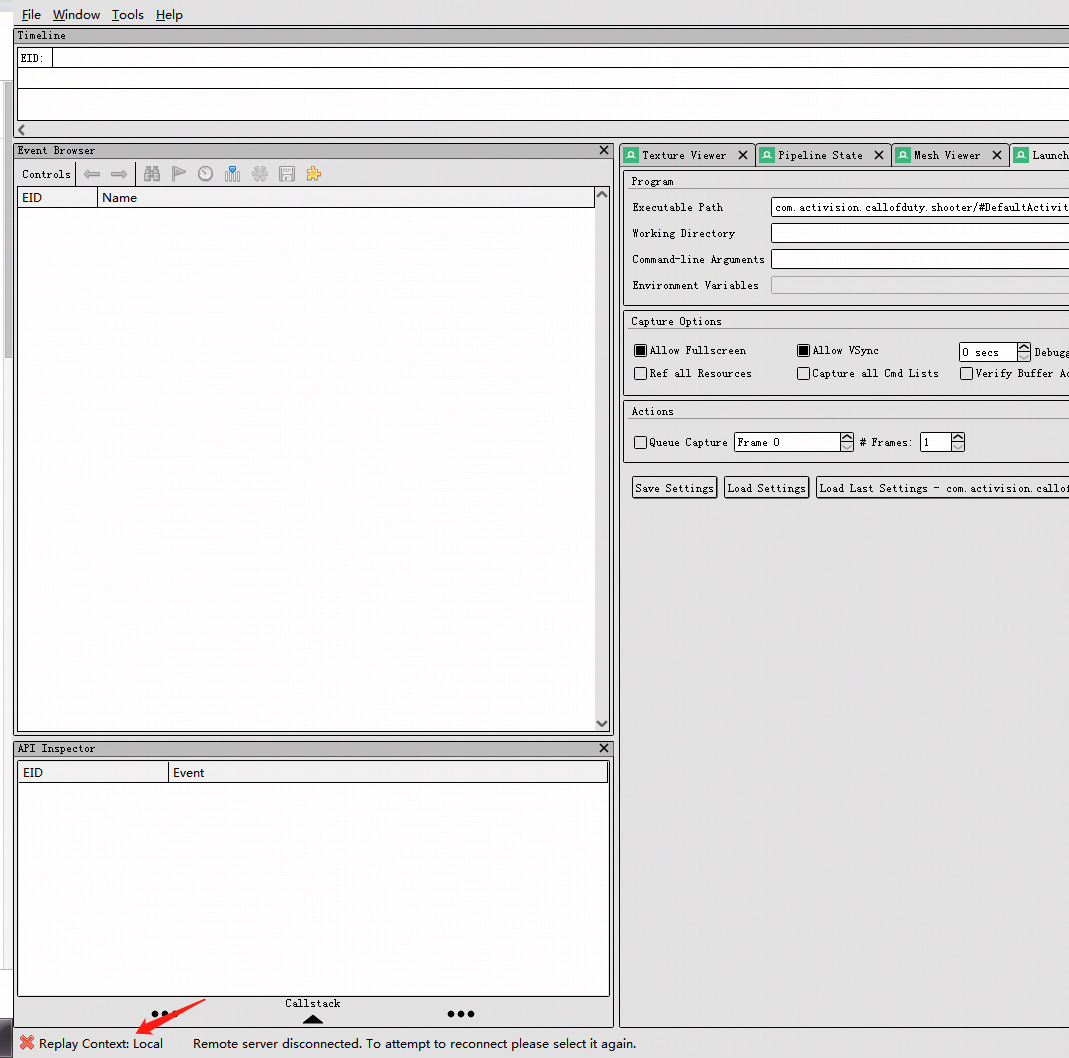 File Window Tools Help
Timeline
EID:
Event Browser
Controls
EID Name
Texture Viewer Pipeline State Mesh Viewer Launch
Program
Executable Path com.activision.callofduty.shooter/#DefaultActivit
Working Directory
Command-line Arguments
Environment Variables
Capture Options
Allow Fullscreen Allow VSync 0 secs Debugg
Ref all Resources Capture all Cmd Lists Verify Buffer Ac
Actions
Queue Capture Frame 0 # Frames: 1
Save Settings Load Settings Load Last Settings - com.activision.callof
API Inspector
EID Event
Callstack
Replay Context: Local Remote server disconnected. To attempt to reconnect please select it again.